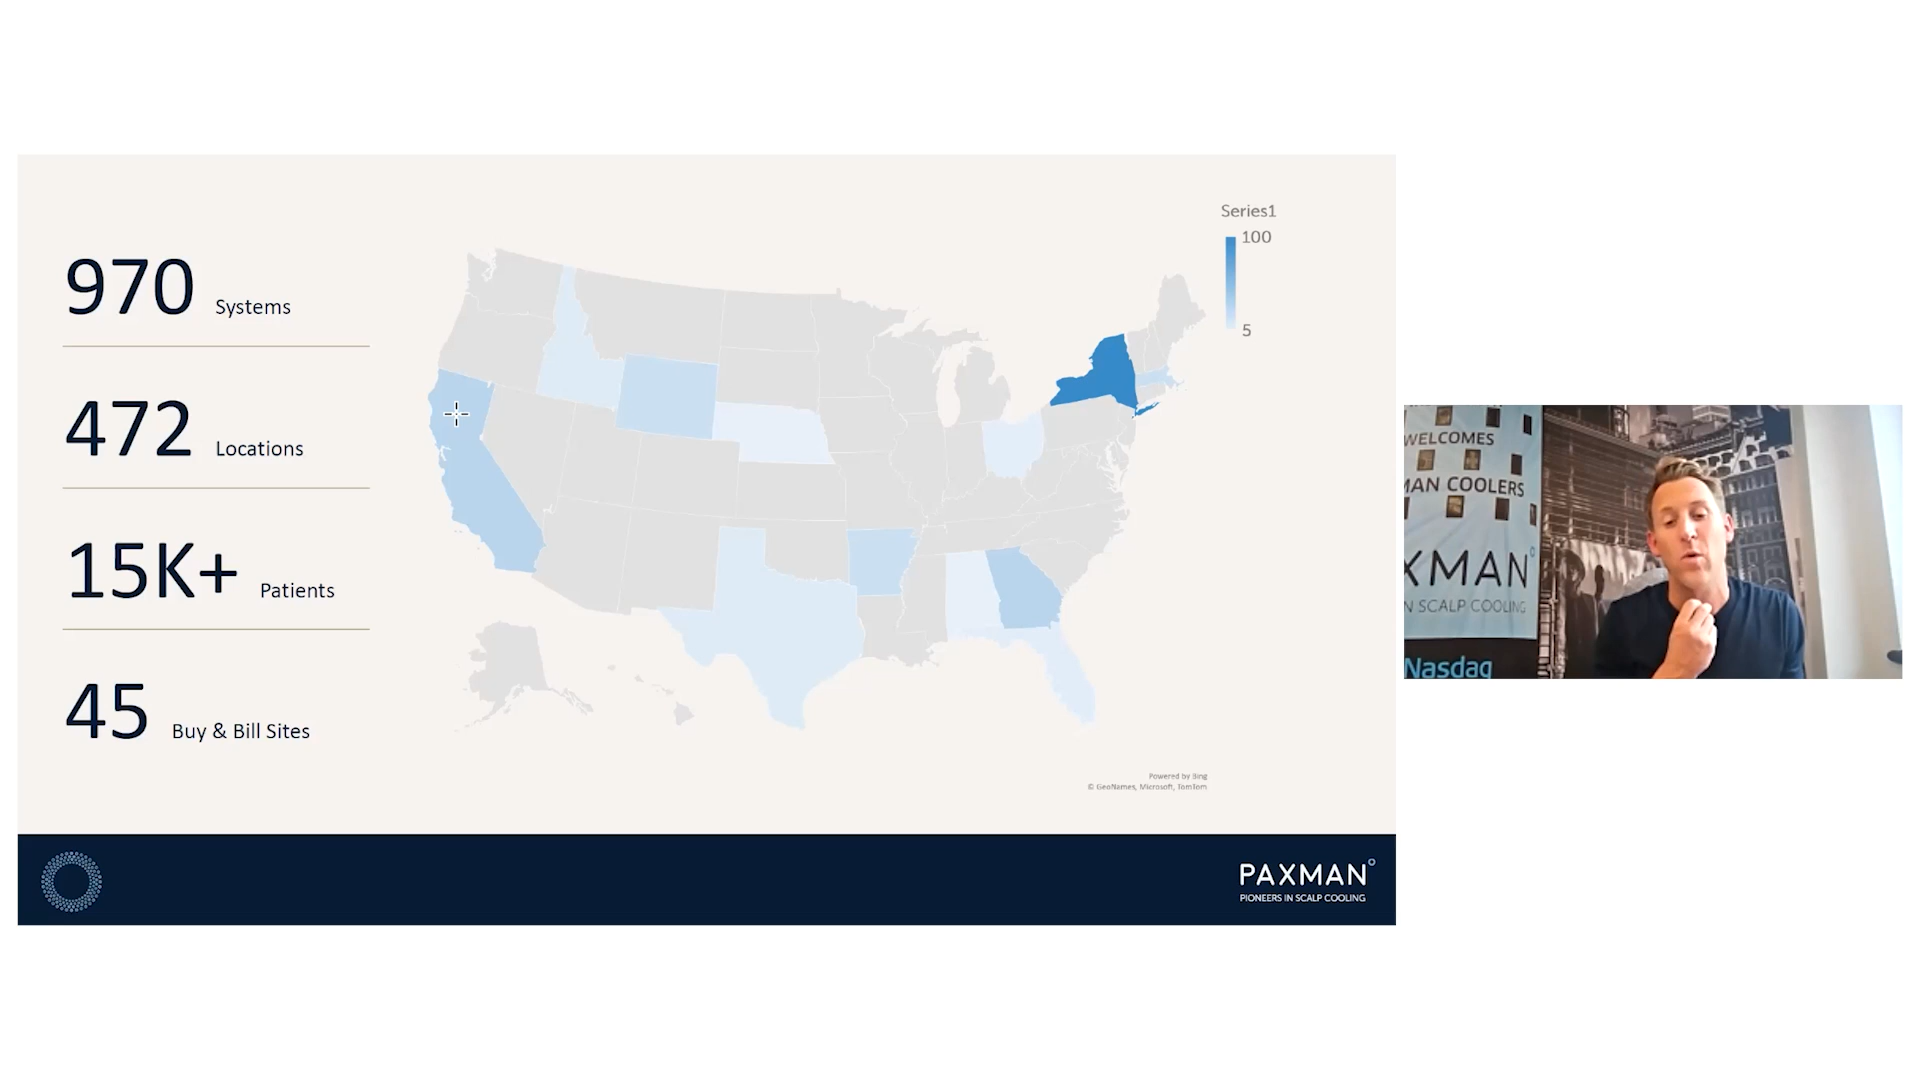 970 Systems
472 Locations
15K+ Patients
45 Buy & Bill Sites
Series1
100
5
Powered by Bing
© GeoNames, Microsoft, TomTom
PAXMAN
PIONEERS IN SCALP COOLING
WELCOMES
MAN COOLERS
XMAN
N SCALP COOLING
Nasdaq